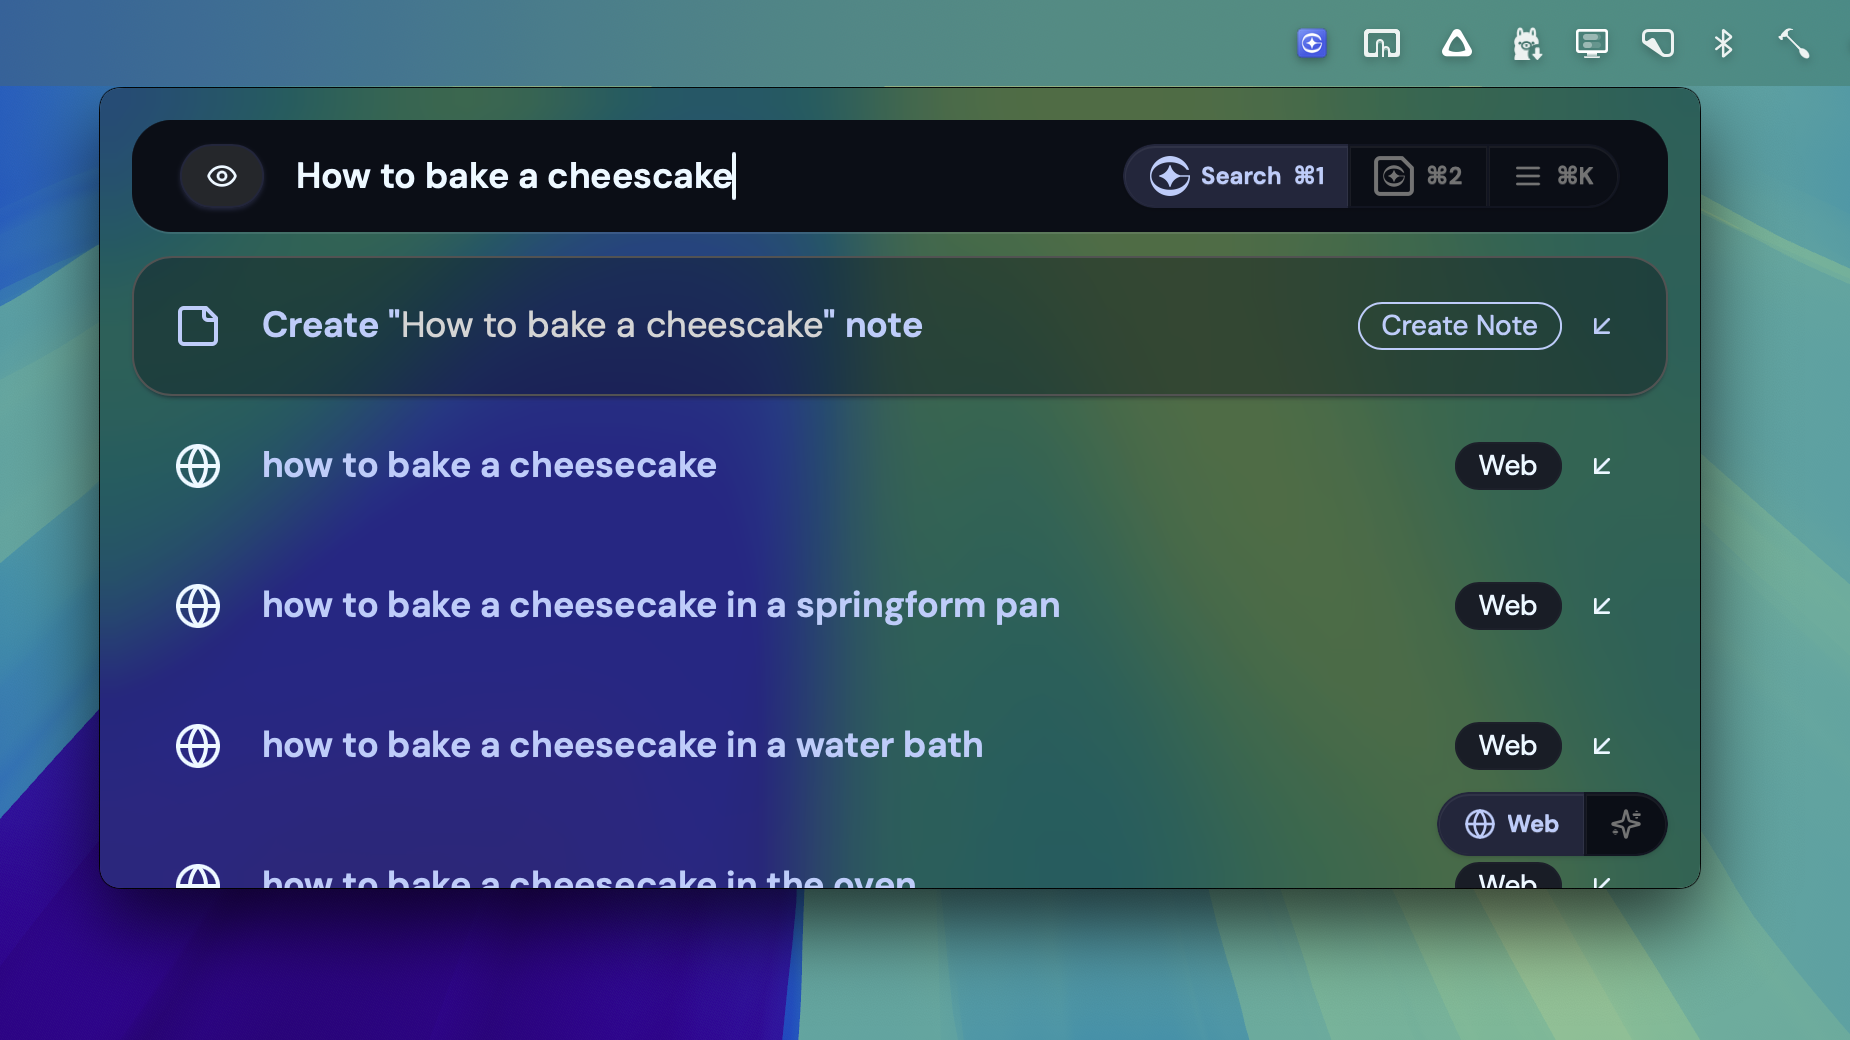 How to bake a cheescake
Search ⌘1
⌘2
⌘K
Create "How to bake a cheescake" note
Create Note
how to bake a cheesecake
Web
how to bake a cheesecake in a springform pan
Web
how to bake a cheesecake in a water bath
Web
Web
how to bake a cheesecake in the oven
Web